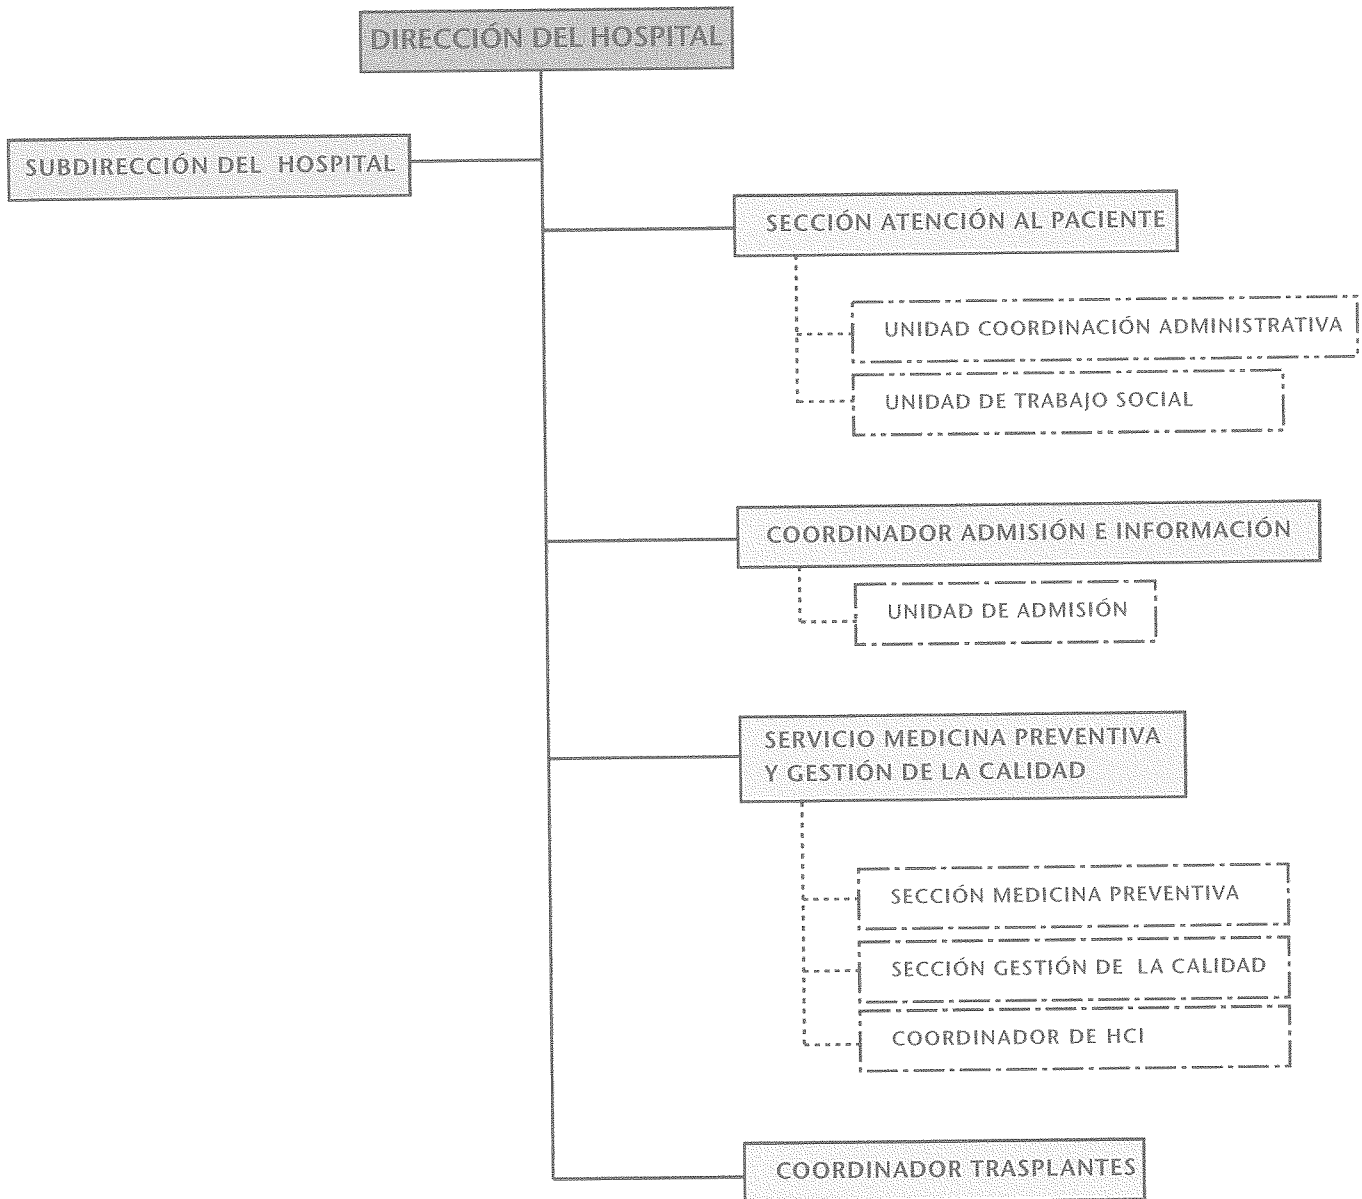 DIRECCIÓN DEL HOSPITAL
SUBDIRECCIÓN DEL HOSPITAL
SECCIÓN ATENCIÓN AL PACIENTE
UNIDAD COORDINACIÓN ADMINISTRATIVA
UNIDAD DE TRABAJO SOCIAL
COORDINADOR ADMISIÓN E INFORMACIÓN
UNIDAD DE ADMISIÓN
SERVICIO MEDICINA PREVENTIVA
Y GESTIÓN DE LA CALIDAD
SECCIÓN MEDICINA PREVENTIVA
SECCIÓN GESTIÓN DE LA CALIDAD
COORDINADOR DE HCI
COORDINADOR TRASPLANTES